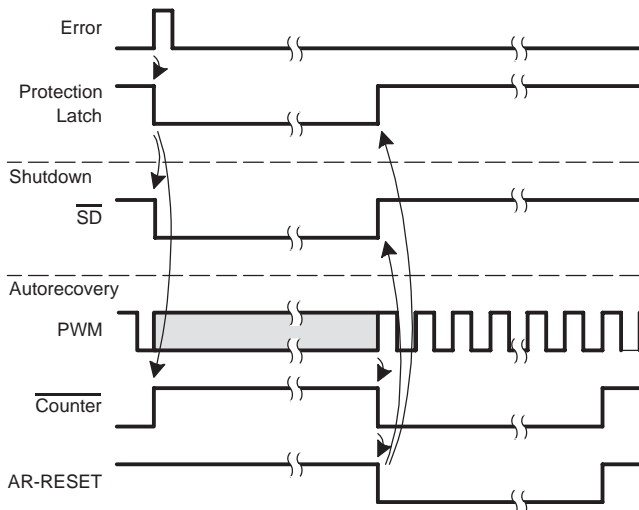 Error
Protection
Latch
Shutdown
SD
Autorecovery
PWM
Counter
AR-RESET